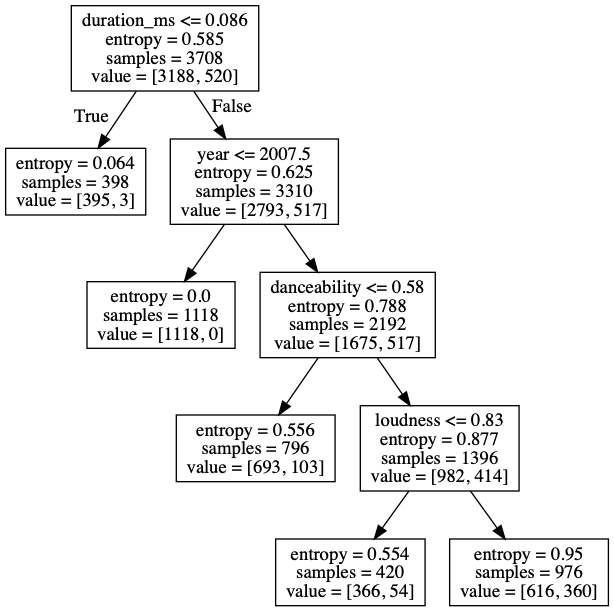 duration_ms <= 0.086
entropy = 0.585
samples = 3708
value = [3188, 520]
True
False
entropy = 0.064
samples = 398
value = [395, 3]
year <= 2007.5
entropy = 0.625
samples = 3310
value = [2793, 517]
entropy = 0.0
samples = 1118
value = [1118, 0]
danceability <= 0.58
entropy = 0.788
samples = 2192
value = [1675, 517]
entropy = 0.556
samples = 796
value = [693, 103]
loudness <= 0.83
entropy = 0.877
samples = 1396
value = [982, 414]
entropy = 0.554
samples = 420
value = [366, 54]
entropy = 0.95
samples = 976
value = [616, 360]